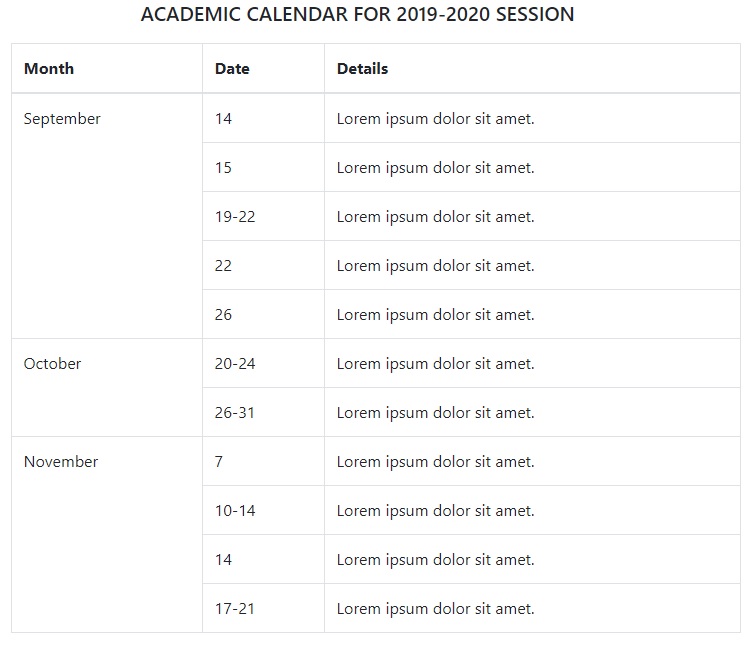 ACADEMIC CALENDAR FOR 2019-2020 SESSION
Month Date Details
September 14 Lorem ipsum dolor sit amet.
15 Lorem ipsum dolor sit amet.
19-22 Lorem ipsum dolor sit amet.
22 Lorem ipsum dolor sit amet.
26 Lorem ipsum dolor sit amet.
October 20-24 Lorem ipsum dolor sit amet.
26-31 Lorem ipsum dolor sit amet.
November 7 Lorem ipsum dolor sit amet.
10-14 Lorem ipsum dolor sit amet.
14 Lorem ipsum dolor sit amet.
17-21 Lorem ipsum dolor sit amet.